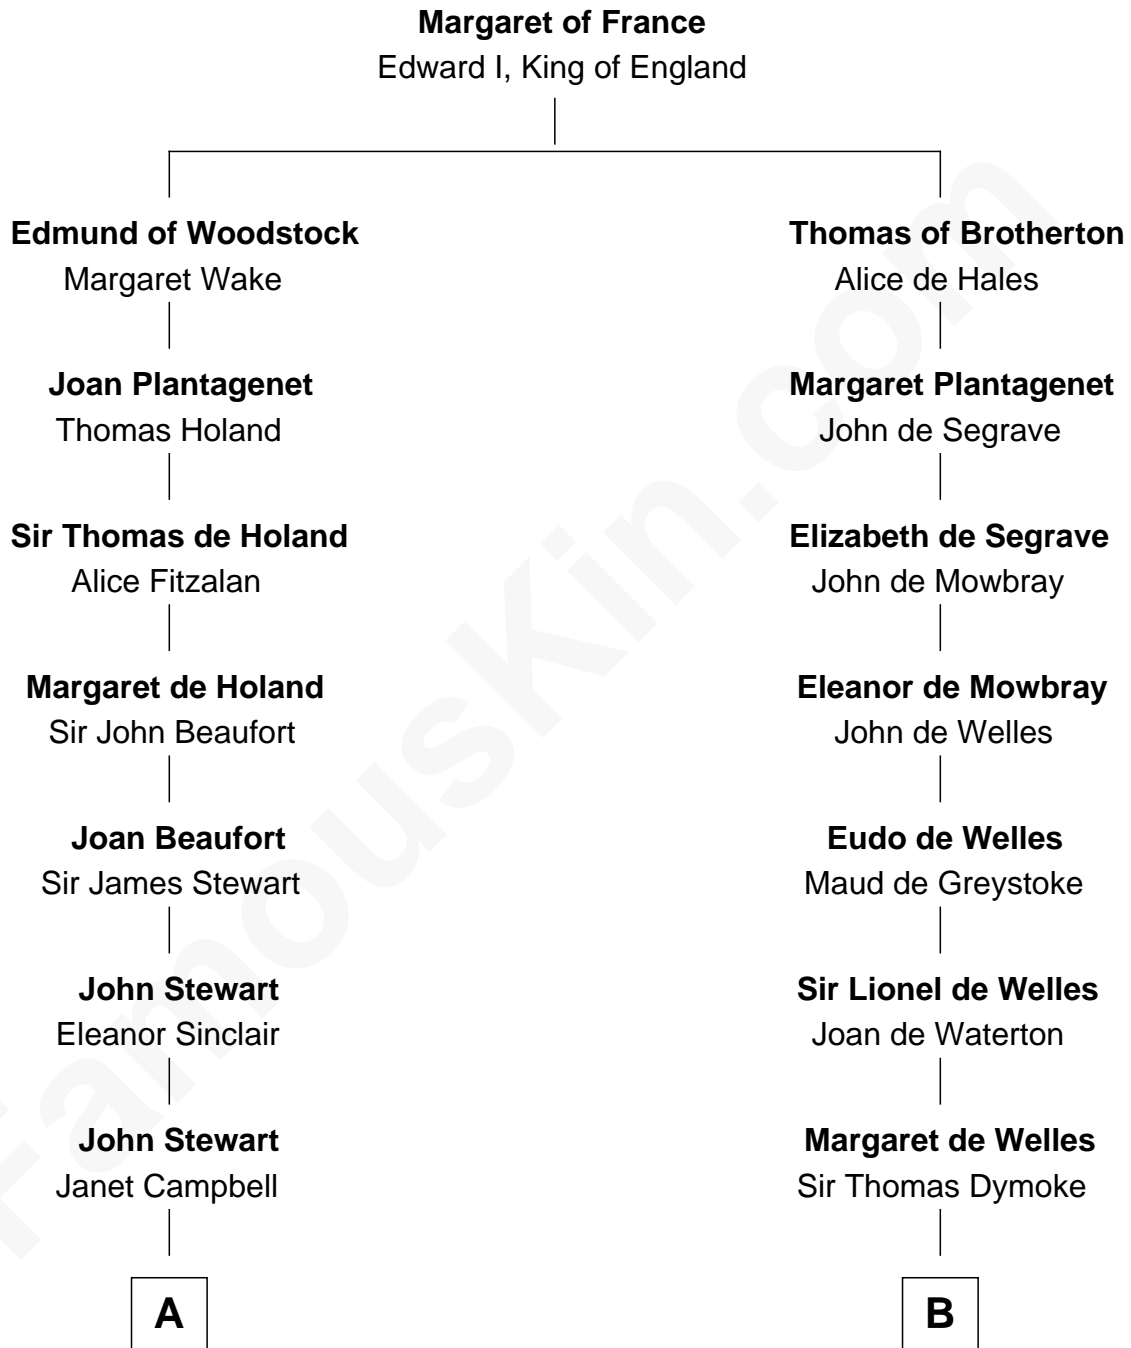 Margaret of France
Edward I, King of England
Edmund of Woodstock
Margaret Wake
Thomas of Brotherton
Alice de Hales
Joan Plantagenet
Thomas Holand
Margaret Plantagenet
John de Segrave
Sir Thomas de Holand
Alice Fitzalan
Elizabeth de Segrave
John de Mowbray
Margaret de Holand
Sir John Beaufort
Eleanor de Mowbray
John de Welles
Joan Beaufort
Sir James Stewart
Eudo de Welles
Maud de Greystoke
John Stewart
Eleanor Sinclair
Sir Lionel de Welles
Joan de Waterton
John Stewart
Janet Campbell
Margaret de Welles
Sir Thomas Dymoke
A
B
FamousKin.com